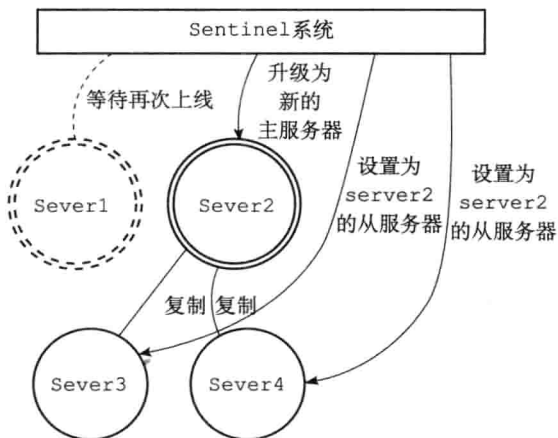 Sentinel系统
等待再次上线
升级为
新的
主服务器
设置为
server2
的从服务器
设置为
server2
的从服务器
Sever1
Sever2
复制
复制
Sever3
Sever4